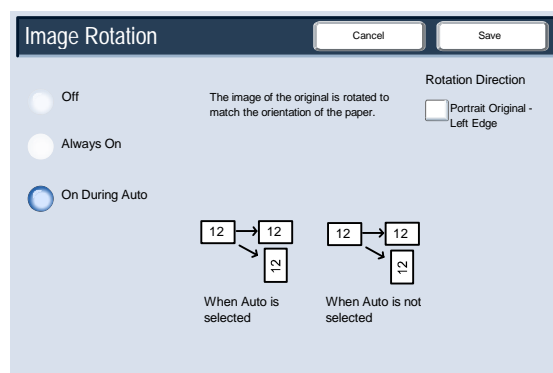 Image Rotation
Cancel
Save
Off
Always On
On During Auto
The image of the original is rotated to
match the orientation of the paper.
Rotation Direction
Portrait Original -
Left Edge
12 12
12
When Auto is
selected
12 12
12
When Auto is not
selected